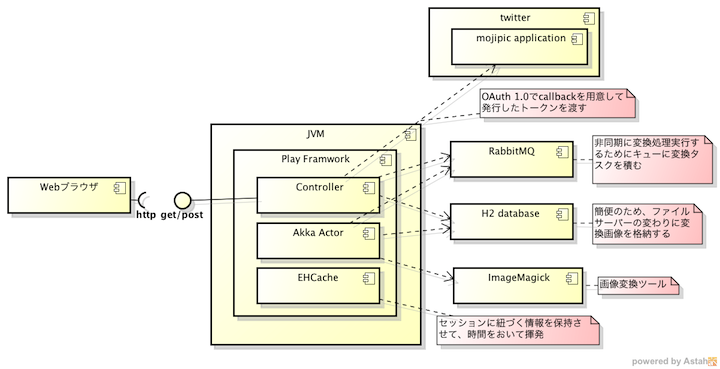 twitter
mojipic application
OAuth 1.0でcallbackを用意して
発行したトークンを渡す
JVM
Play Framwork
Controller
Akka Actor
EHCache
Webブラウザ
http get/post
RabbitMQ
非同期に変換処理実行す
るためにキューに変換タ
スクを積む
H2 database
簡便のため、ファイル
サーバーの変わりに変
換画像を格納する
ImageMagick
画像変換ツール
セッションに紐づく情報を保持さ
せて、時間をおいて揮発
powered by Astah